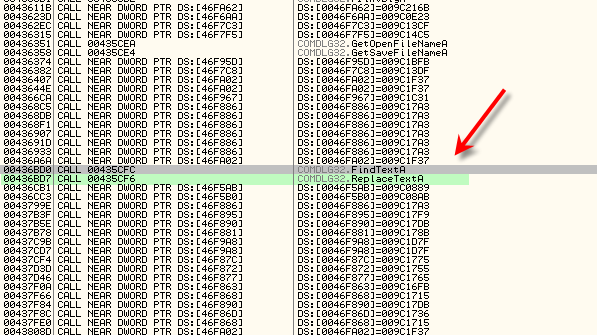 0043611B CALL NEAR DWORD PTR DS:[46FA62] DS:[0046FA62]=009C216B
00436243 CALL NEAR DWORD PTR DS:[46F6AA] DS:[0046F6AA]=009C0E23
004362EC CALL NEAR DWORD PTR DS:[46F7C3] DS:[0046F7C3]=009C13CF
00436315 CALL NEAR DWORD PTR DS:[46F7F5] DS:[0046F7F5]=009C14C5
00436351 CALL 00435CEA COMDLG32.GetOpenFileNameA
00436358 CALL 00435CE4 COMDLG32.GetSaveFileNameA
00436374 CALL NEAR DWORD PTR DS:[46F95D] DS:[0046F95D]=009C1BFB
00436382 CALL NEAR DWORD PTR DS:[46F7C8] DS:[0046F7C8]=009C13DF
00436407 CALL NEAR DWORD PTR DS:[46FA02] DS:[0046FA02]=009C1F37
0043644E CALL NEAR DWORD PTR DS:[46FA02] DS:[0046FA02]=009C1F37
004366CA CALL NEAR DWORD PTR DS:[46F967] DS:[0046F967]=009C1C31
004368C5 CALL NEAR DWORD PTR DS:[46F886] DS:[0046F886]=009C17A3
004368DB CALL NEAR DWORD PTR DS:[46F886] DS:[0046F886]=009C17A3
004368F1 CALL NEAR DWORD PTR DS:[46F886] DS:[0046F886]=009C17A3
00436907 CALL NEAR DWORD PTR DS:[46F886] DS:[0046F886]=009C17A3
0043691D CALL NEAR DWORD PTR DS:[46F886] DS:[0046F886]=009C17A3
00436933 CALL NEAR DWORD PTR DS:[46F886] DS:[0046F886]=009C17A3
00436A6A CALL NEAR DWORD PTR DS:[46FA02] DS:[0046FA02]=009C1F37
00436BD0 CALL 00435CFC COMDLG32.FindTextA
00436BD7 CALL 00435CF6 COMDLG32.ReplaceTextA
00436CB1 CALL NEAR DWORD PTR DS:[46F5AB] DS:[0046F5AB]=009C0889
00436CC3 CALL NEAR DWORD PTR DS:[46F5B0] DS:[0046F5B0]=009C08AB
0043799E CALL NEAR DWORD PTR DS:[46F886] DS:[0046F886]=009C17A3
00437B3F CALL NEAR DWORD PTR DS:[46F895] DS:[0046F895]=009C17F9
00437B5E CALL NEAR DWORD PTR DS:[46F890] DS:[0046F890]=009C17DB
00437B78 CALL NEAR DWORD PTR DS:[46F881] DS:[0046F881]=009C178B
00437C9B CALL NEAR DWORD PTR DS:[46F9A8] DS:[0046F9A8]=009C1D7F
00437CD7 CALL NEAR DWORD PTR DS:[46F9A8] DS:[0046F9A8]=009C1D7F
00437CF4 CALL NEAR DWORD PTR DS:[46F87C] DS:[0046F87C]=009C1775
00437D3D CALL NEAR DWORD PTR DS:[46F872] DS:[0046F872]=009C1755
00437D46 CALL NEAR DWORD PTR DS:[46F877] DS:[0046F877]=009C1765
00437F0A CALL NEAR DWORD PTR DS:[46F863] DS:[0046F863]=009C16FB
00437F66 CALL NEAR DWORD PTR DS:[46F868] DS:[0046F868]=009C1715
00437F84 CALL NEAR DWORD PTR DS:[46F890] DS:[0046F890]=009C17DB
00437F8C CALL NEAR DWORD PTR DS:[46F86D] DS:[0046F86D]=009C1736
00437FE0 CALL NEAR DWORD PTR DS:[46F868] DS:[0046F868]=009C1715
0043808D CALL NEAR DWORD PTR DS:[46FA02] DS:[0046FA02]=009C1F37